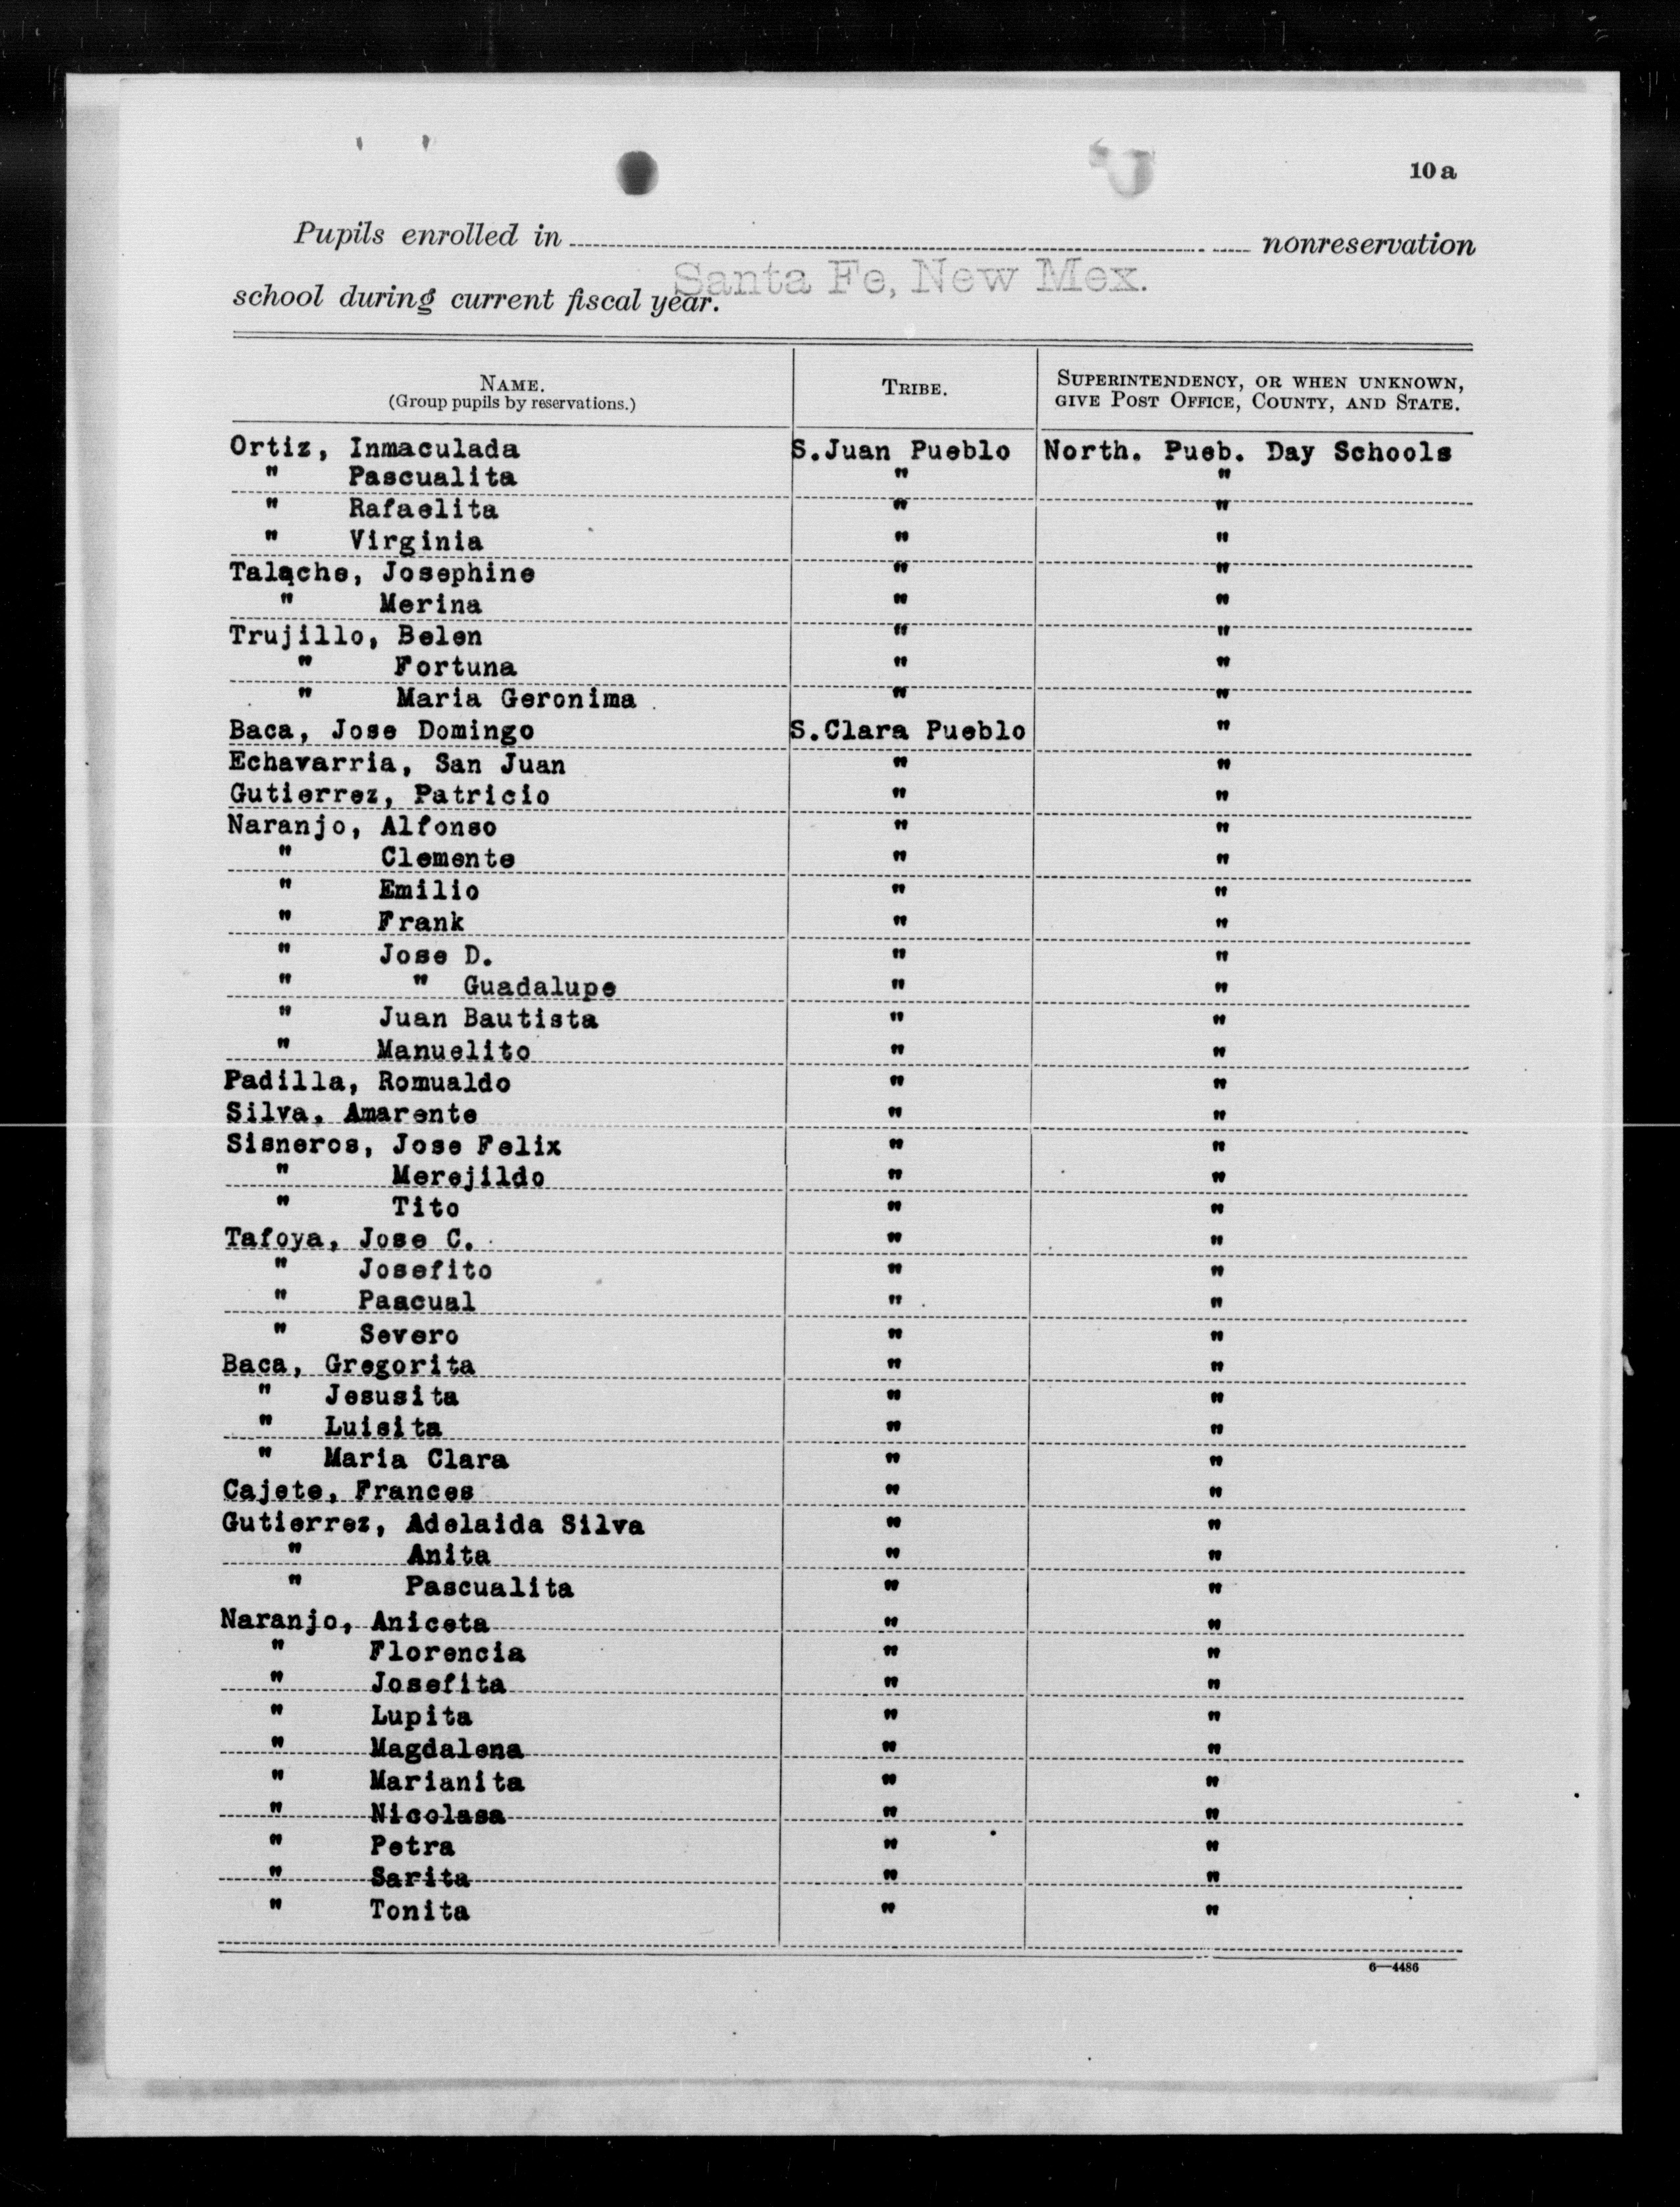 10a
Pupils enrolled in nonreservation
Santa Fe, New Mex.
school during current fiscal year.
NAME. TRIBE. SUPERINTENDENCY, OR WHEN UNKNOWN,
(Group pupils by reservations.) GIVE POST OFFICE, COUNTY, AND STATE.
Ortiz, Inmaculada S.Juan Pueblo North. Pueb. Day Schools
" Pascualita " "
" Rafaelita " "
" Virginia " "
Talache, Josephine " "
" Merina " "
Trujillo, Belen " "
" Fortuna " "
" Maria Geronima " "
Baca, Jose Domingo S.Clara Pueblo "
Echavarria, San Juan " "
Gutierrez, Patricio " "
Naranjo, Alfonso " "
" Clemente " "
" Emilio " "
" Frank " "
" Jose D. " "
" " Guadalupe " "
" Juan Bautista " "
" Manuelito " "
Padilla, Romualdo " "
Silva, Amarente " "
Sisneros, Jose Felix " "
" Merejildo " "
" Tito " "
Tafoya, Jose C. " "
" Josefito " "
" Pascual " "
" Severo " "
Baca, Gregorita " "
" Jesusita " "
" Luisita " "
" Maria Clara " "
Cajete, Frances " "
Gutierrez, Adelaida Silva " "
" Anita " "
" Pascualita " "
Naranjo, Aniceta " "
" Florencia " "
" Josefita " "
" Lupita " "
" Magdalena " "
" Marianita " "
" Nicolasa " "
" Petra " "
" Sarita " "
" Tonita " "
6—4486